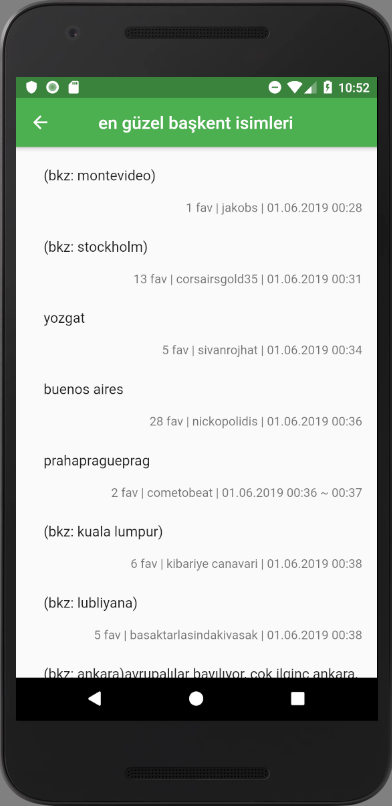 10:52
en güzel başkent isimleri
(bkz: montevideo)
1 fav | jakobs | 01.06.2019 00:28
(bkz: stockholm)
13 fav | corsairsgold35 | 01.06.2019 00:31
yozgat
5 fav | sivanrojhat | 01.06.2019 00:34
buenos aires
28 fav | nickopolidis | 01.06.2019 00:36
prahapragueprag
2 fav | cometobeat | 01.06.2019 00:36 ~ 00:37
(bkz: kuala lumpur)
6 fav | kibariye canavari | 01.06.2019 00:38
(bkz: lubliyana)
5 fav | basaktarlasindakivasak | 01.06.2019 00:38
(bkz: ankara)avrupalılar bayılıyor, çok ilginç ankara,